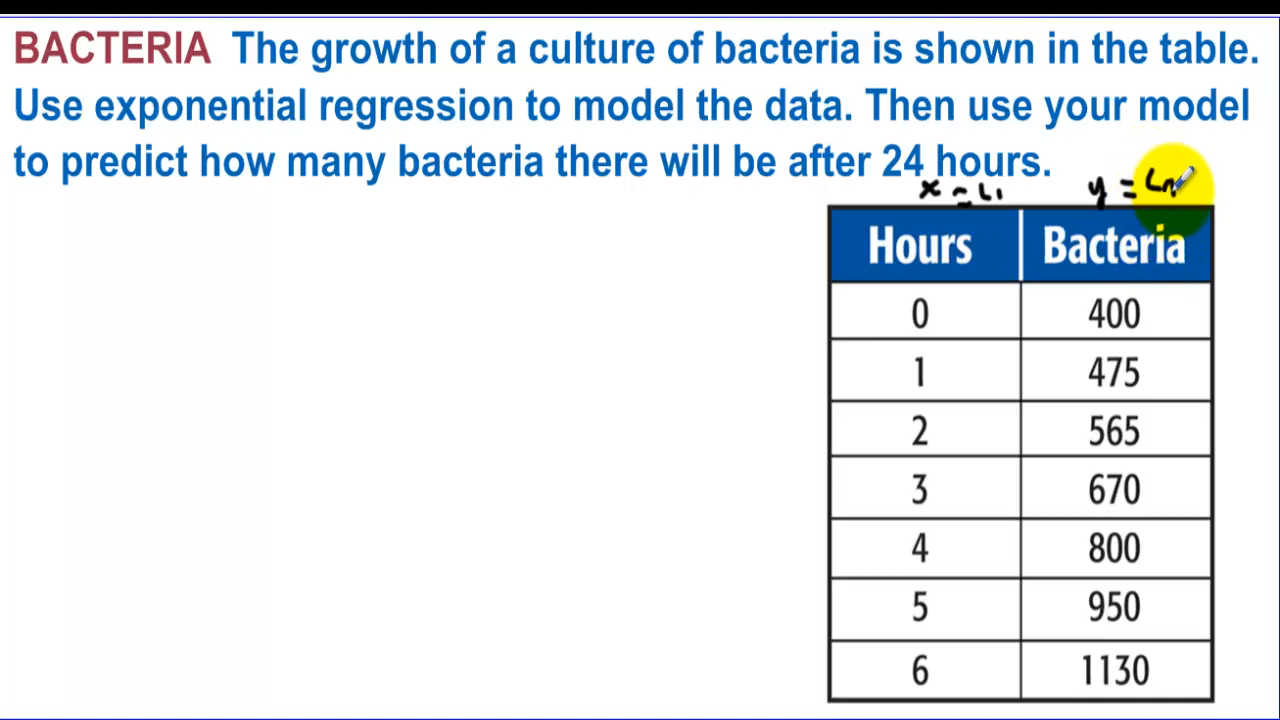 BACTERIA The growth of a culture of bacteria is shown in the table.
Use exponential regression to model the data. Then use your model
to predict how many bacteria there will be after 24 hours.
x = L1 y =
Hours Bacteria
0 400
1 475
2 565
3 670
4 800
5 950
6 1130